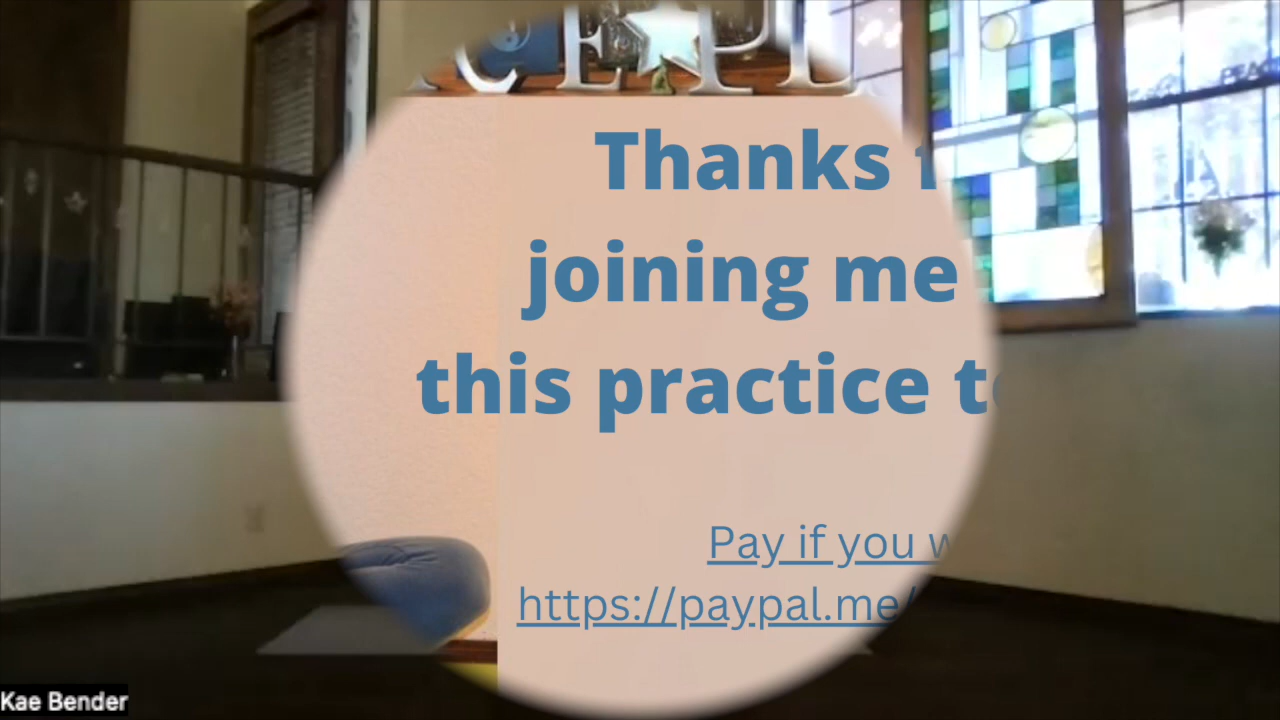 Thanks
joining me
this practice
Pay if you
https://paypal.me/
Kae Bender